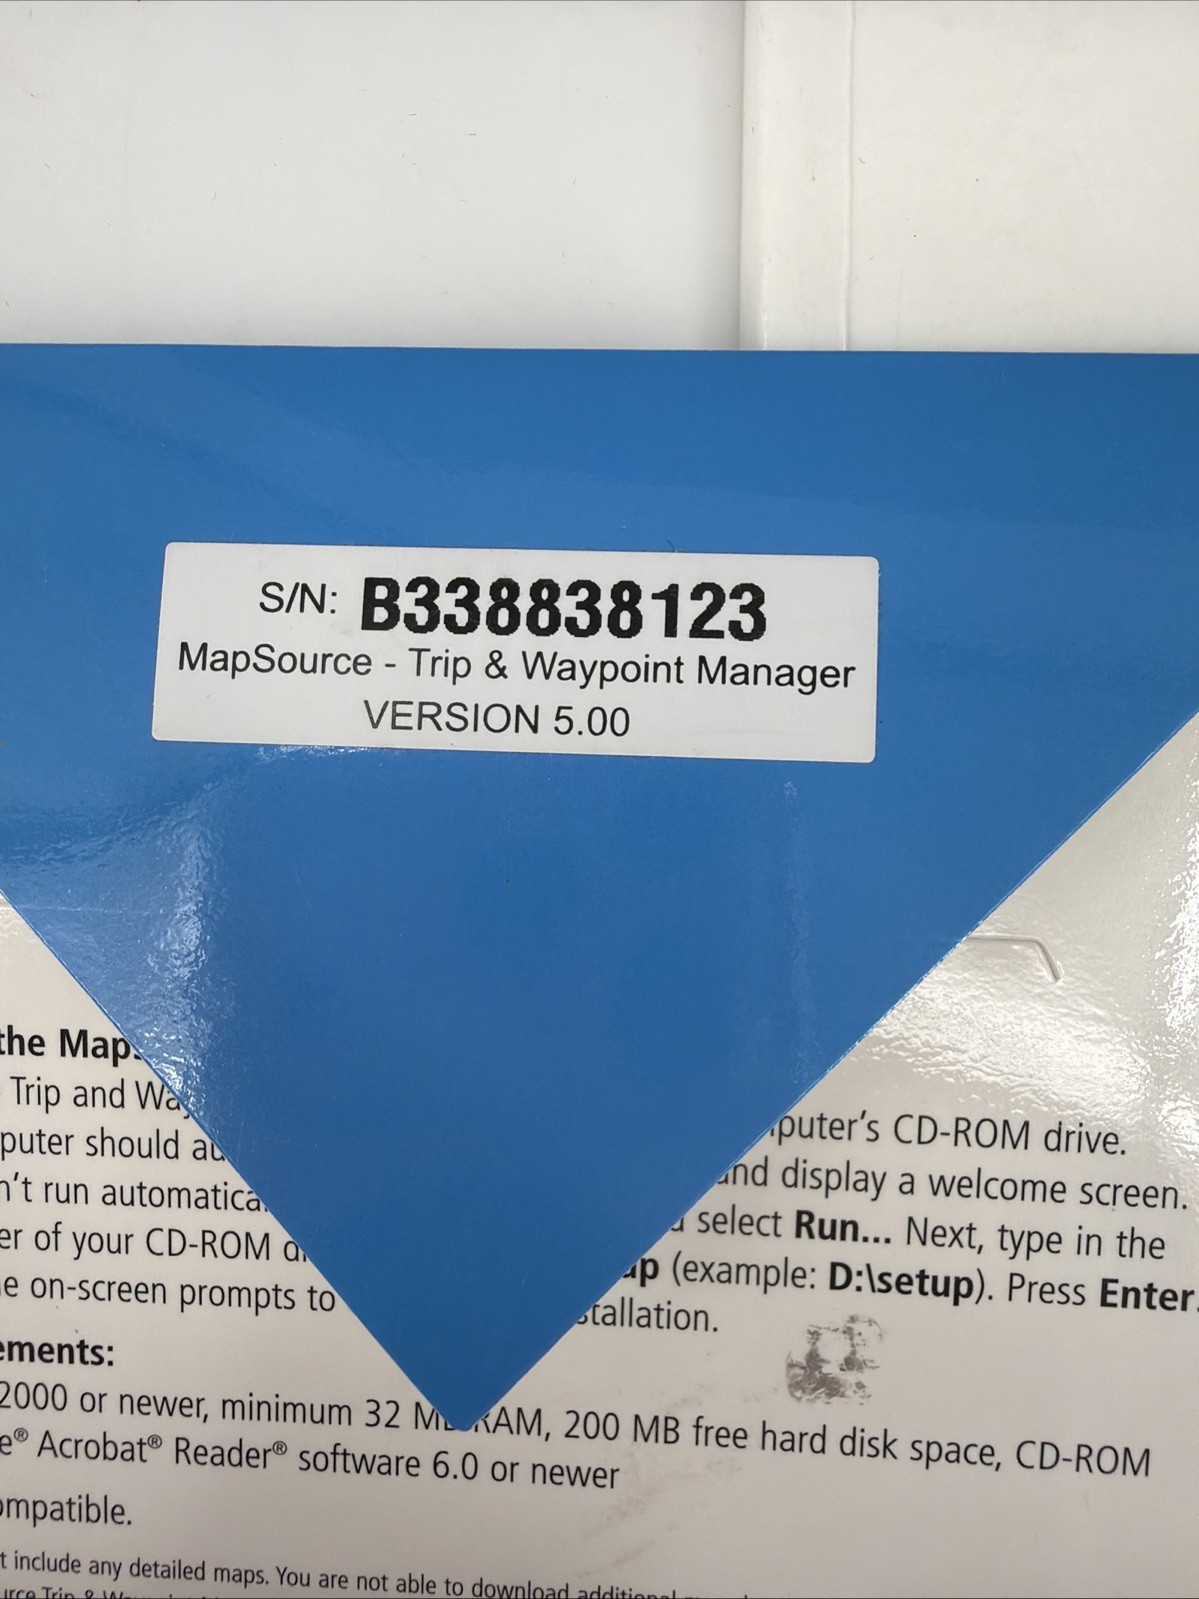 S/N: B338838123
MapSource - Trip & Waypoint Manager
VERSION 5.00
the Map
Trip and Wa
puter's CD-ROM drive.
puter should au
and display a welcome screen.
n't run automatica
select Run... Next, type in the
er of your CD-ROM
up (example: D:\setup). Press Enter.
e on-screen prompts to
stallation.
ements:
2000 or newer, minimum 32 M RAM, 200 MB free hard disk space, CD-ROM
e® Acrobat® Reader® software 6.0 or newer
ompatible.
t include any detailed maps. You are not able to download additional